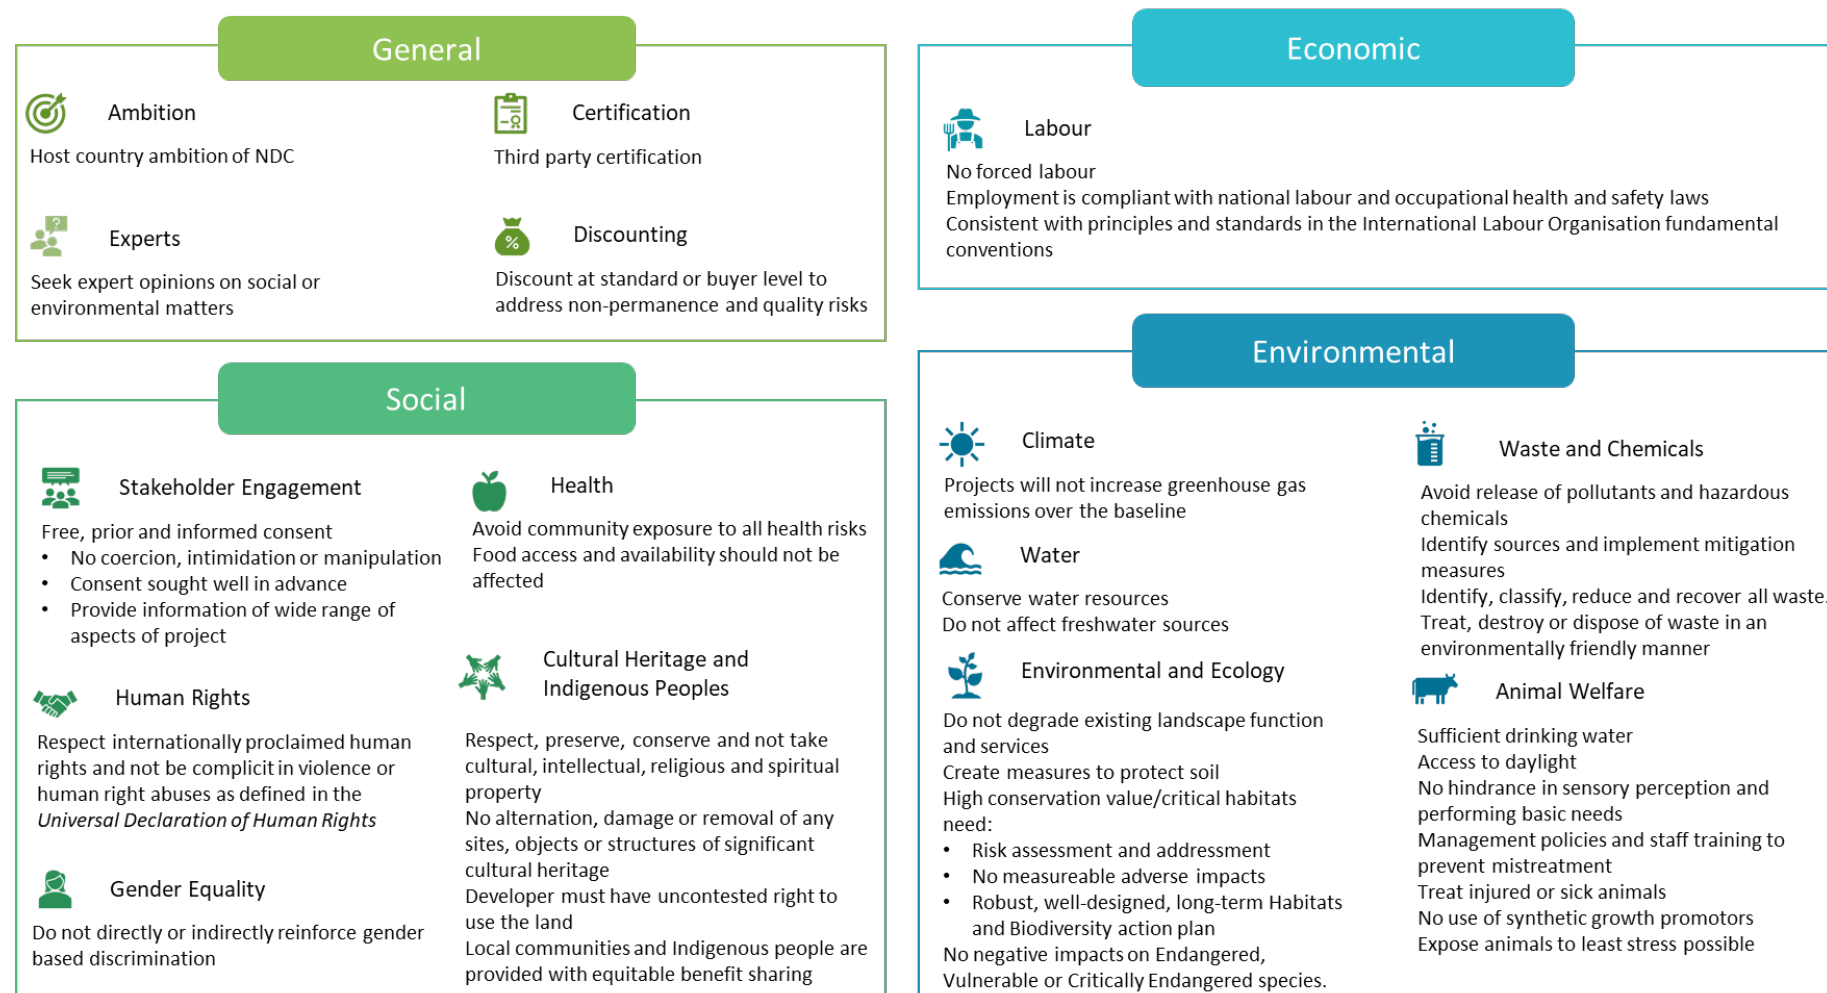 General
Ambition
Host country ambition of NDC
Certification
Third party certification
Experts
Seek expert opinions on social or
environmental matters
%
Discounting
Discount at standard or buyer level to
address non-permanence and quality risks
Social
Stakeholder Engagement
Free, prior and informed consent
• No coercion, intimidation or manipulation
• Consent sought well in advance
• Provide information of wide range of
aspects of project
Human Rights
Respect internationally proclaimed human
rights and not be complicit in violence or
human right abuses as defined in the
Universal Declaration of Human Rights
Gender Equality
Do not directly or indirectly reinforce gender
based discrimination
Health
Avoid community exposure to all health risks
Food access and availability should not be
affected
Cultural Heritage and
Indigenous Peoples
Respect, preserve, conserve and not take
cultural, intellectual, religious and spiritual
property
No alternation, damage or removal of any
sites, objects or structures of significant
cultural heritage
Developer must have uncontested right to
use the land
Local communities and Indigenous people are
provided with equitable benefit sharing
Economic
Labour
No forced labour
Employment is compliant with national labour and occupational health and safety laws
Consistent with principles and standards in the International Labour Organisation fundamental
conventions
Environmental
Climate
Projects will not increase greenhouse gas
emissions over the baseline
Water
Conserve water resources
Do not affect freshwater sources
Environmental and Ecology
Do not degrade existing landscape function
and services
Create measures to protect soil
High conservation value/critical habitats
need:
• Risk assessment and addressment
• No measureable adverse impacts
• Robust, well-designed, long-term Habitats
and Biodiversity action plan
No negative impacts on Endangered,
Vulnerable or Critically Endangered species.
Waste and Chemicals
Avoid release of pollutants and hazardous
chemicals
Identify sources and implement mitigation
measures
Identify, classify, reduce and recover all waste.
Treat, destroy or dispose of waste in an
environmentally friendly manner
Animal Welfare
Sufficient drinking water
Access to daylight
No hindrance in sensory perception and
performing basic needs
Management policies and staff training to
prevent mistreatment
Treat injured or sick animals
No use of synthetic growth promotors
Expose animals to least stress possible